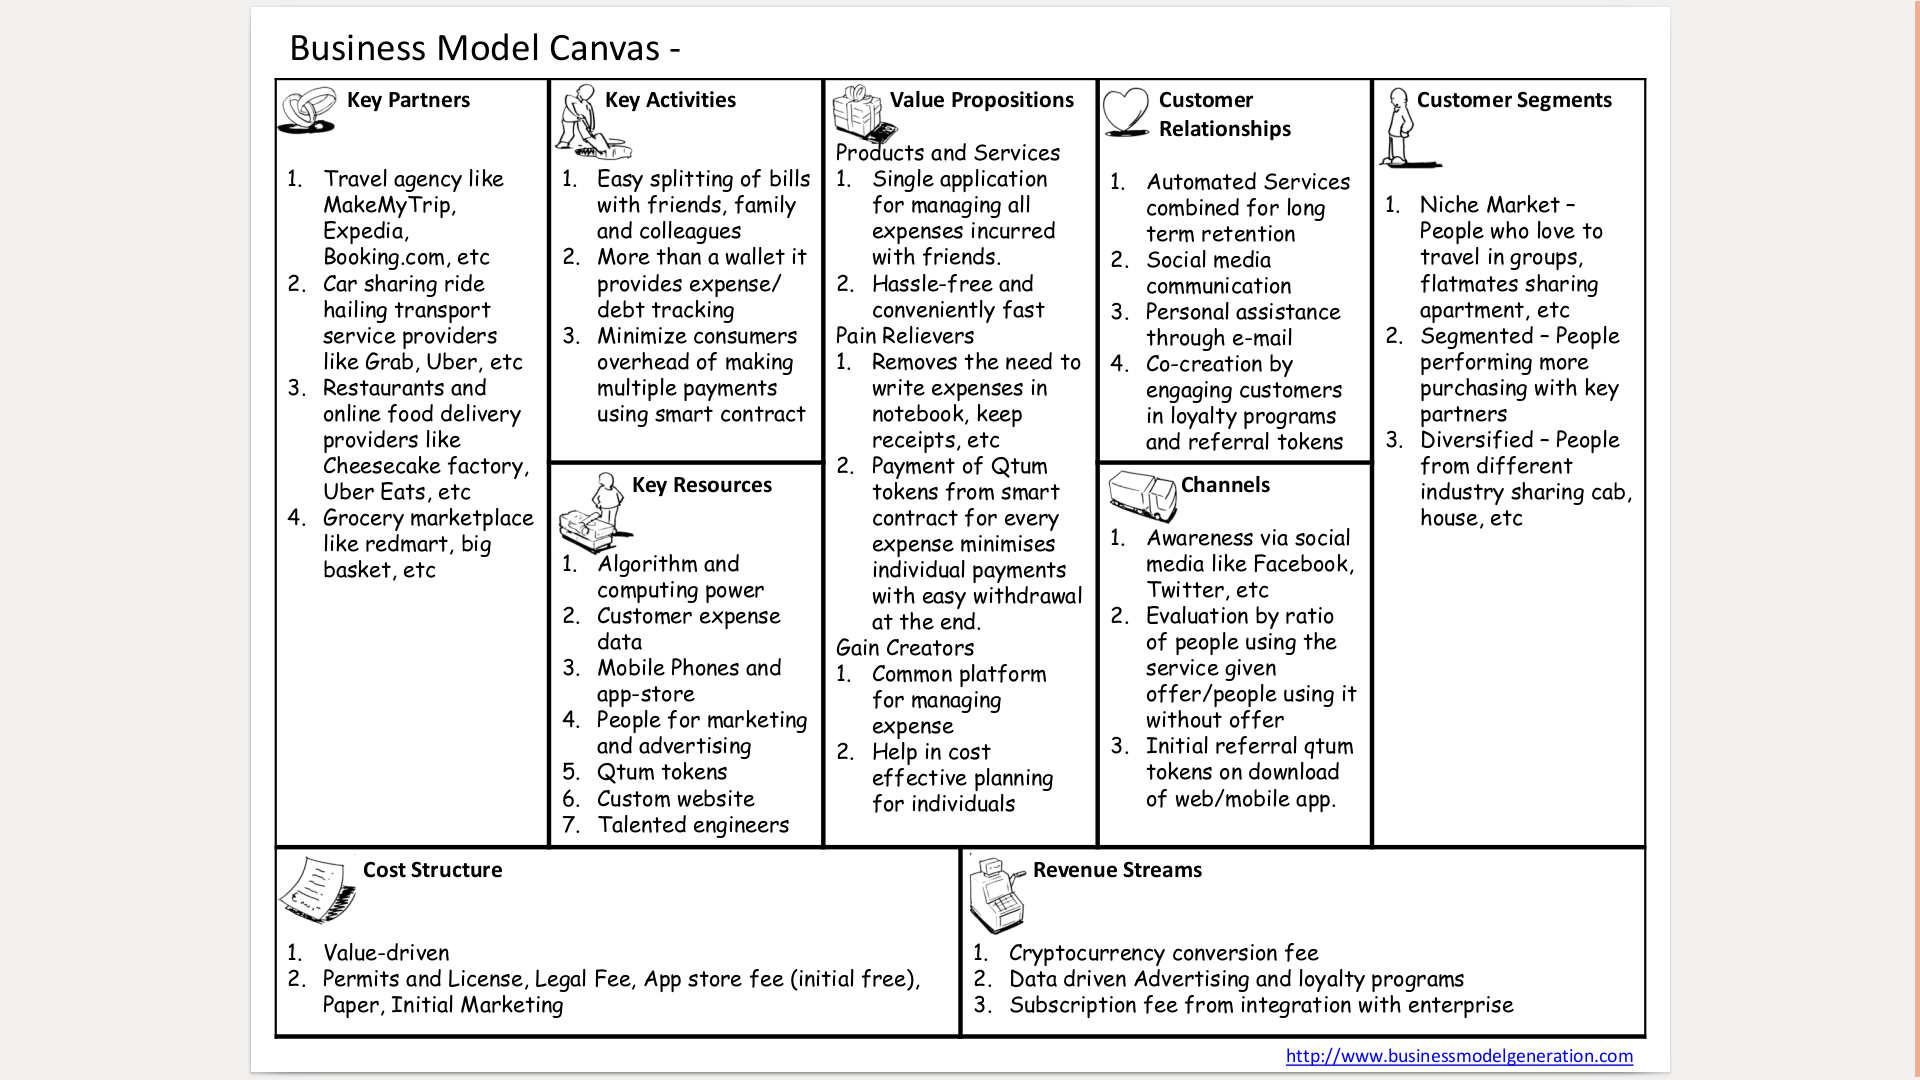 Business Model Canvas -
Key Partners
1. Travel agency like
MakeMyTrip,
Expedia,
Booking.com, etc
2. Car sharing ride
hailing transport
service providers
like Grab, Uber, etc
3. Restaurants and
online food delivery
providers like
Cheesecake factory,
Uber Eats, etc
4. Grocery marketplace
like redmart, big
basket, etc
Key Activities
1. Easy splitting of bills
with friends, family
and colleagues
2. More than a wallet it
provides expense/
debt tracking
3. Minimize consumers
overhead of making
multiple payments
using smart contract
Key Resources
1. Algorithm and
computing power
2. Customer expense
data
3. Mobile Phones and
app-store
4. People for marketing
and advertising
5. Qtum tokens
6. Custom website
7. Talented engineers
Value Propositions
Products and Services
1. Single application
for managing all
expenses incurred
with friends.
2. Hassle-free and
conveniently fast
Pain Relievers
1. Removes the need to
write expenses in
notebook, keep
receipts, etc
2. Payment of Qtum
tokens from smart
contract for every
expense minimises
individual payments
with easy withdrawal
at the end.
Gain Creators
1. Common platform
for managing
expense
2. Help in cost
effective planning
for individuals
Customer
Relationships
1. Automated Services
combined for long
term retention
2. Social media
communication
3. Personal assistance
through e-mail
4. Co-creation by
engaging customers
in loyalty programs
and referral tokens
Channels
1. Awareness via social
media like Facebook,
Twitter, etc
2. Evaluation by ratio
of people using the
service given
offer/people using it
without offer
3. Initial referral qtum
tokens on download
of web/mobile app.
Customer Segments
1. Niche Market –
People who love to
travel in groups,
flatmates sharing
apartment, etc
2. Segmented – People
performing more
purchasing with key
partners
3. Diversified – People
from different
industry sharing cab,
house, etc
Cost Structure
1. Value-driven
2. Permits and License, Legal Fee, App store fee (initial free),
Paper, Initial Marketing
Revenue Streams
1. Cryptocurrency conversion fee
2. Data driven Advertising and loyalty programs
3. Subscription fee from integration with enterprise
http://www.businessmodelgeneration.com